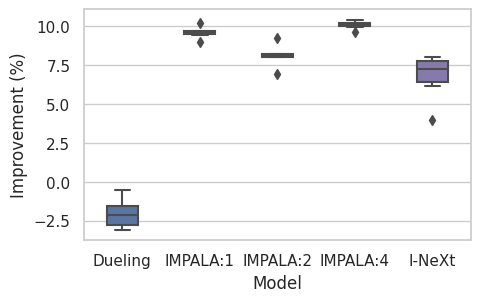 Improvement (%)
10.0
7.5
5.0
2.5
0.0
−2.5
Dueling IMPALA:1 IMPALA:2 IMPALA:4 I-NeXt
Model